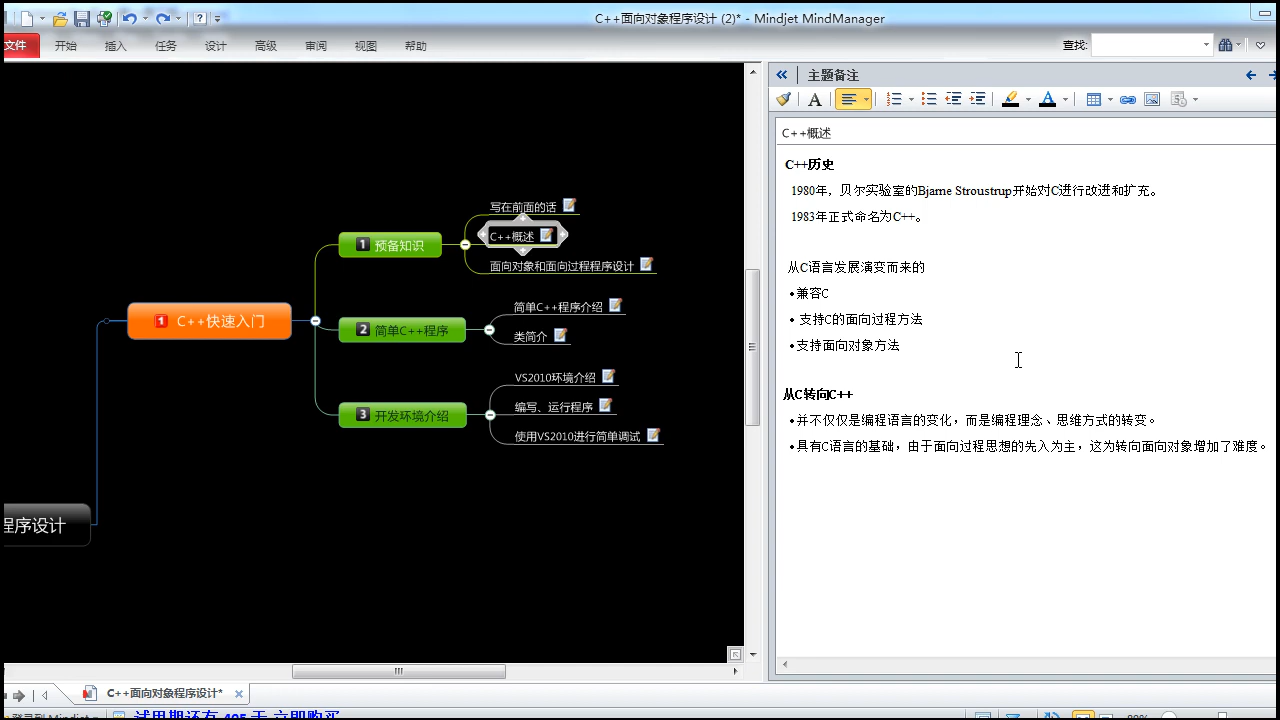 C++面向对象程序设计 (2)* - Mindjet MindManager
文件 开始 插入 任务 设计 高级 审阅 视图 帮助 查找:
主题备注
C++概述
C++历史
1980年，贝尔实验室的Bjarne Stroustrup开始对C进行改进和扩充。
1983年正式命名为C++。
从C语言发展演变而来的
•兼容C
• 支持C的面向过程方法
•支持面向对象方法
从C转向C++
•并不仅仅是编程语言的变化，而是编程理念、思维方式的转变。
•具有C语言的基础，由于面向过程思想的先入为主，这为转向面向对象增加了难度。
写在前面的话
1 预备知识
C++概述
面向对象和面向过程程序设计
1 C++快速入门
简单C++程序介绍
2 简单C++程序
类简介
VS2010环境介绍
3 开发环境介绍
编写、运行程序
使用VS2010进行简单调试
程序设计
C++面向对象程序设计*
试用期还有 405 天 立即购买